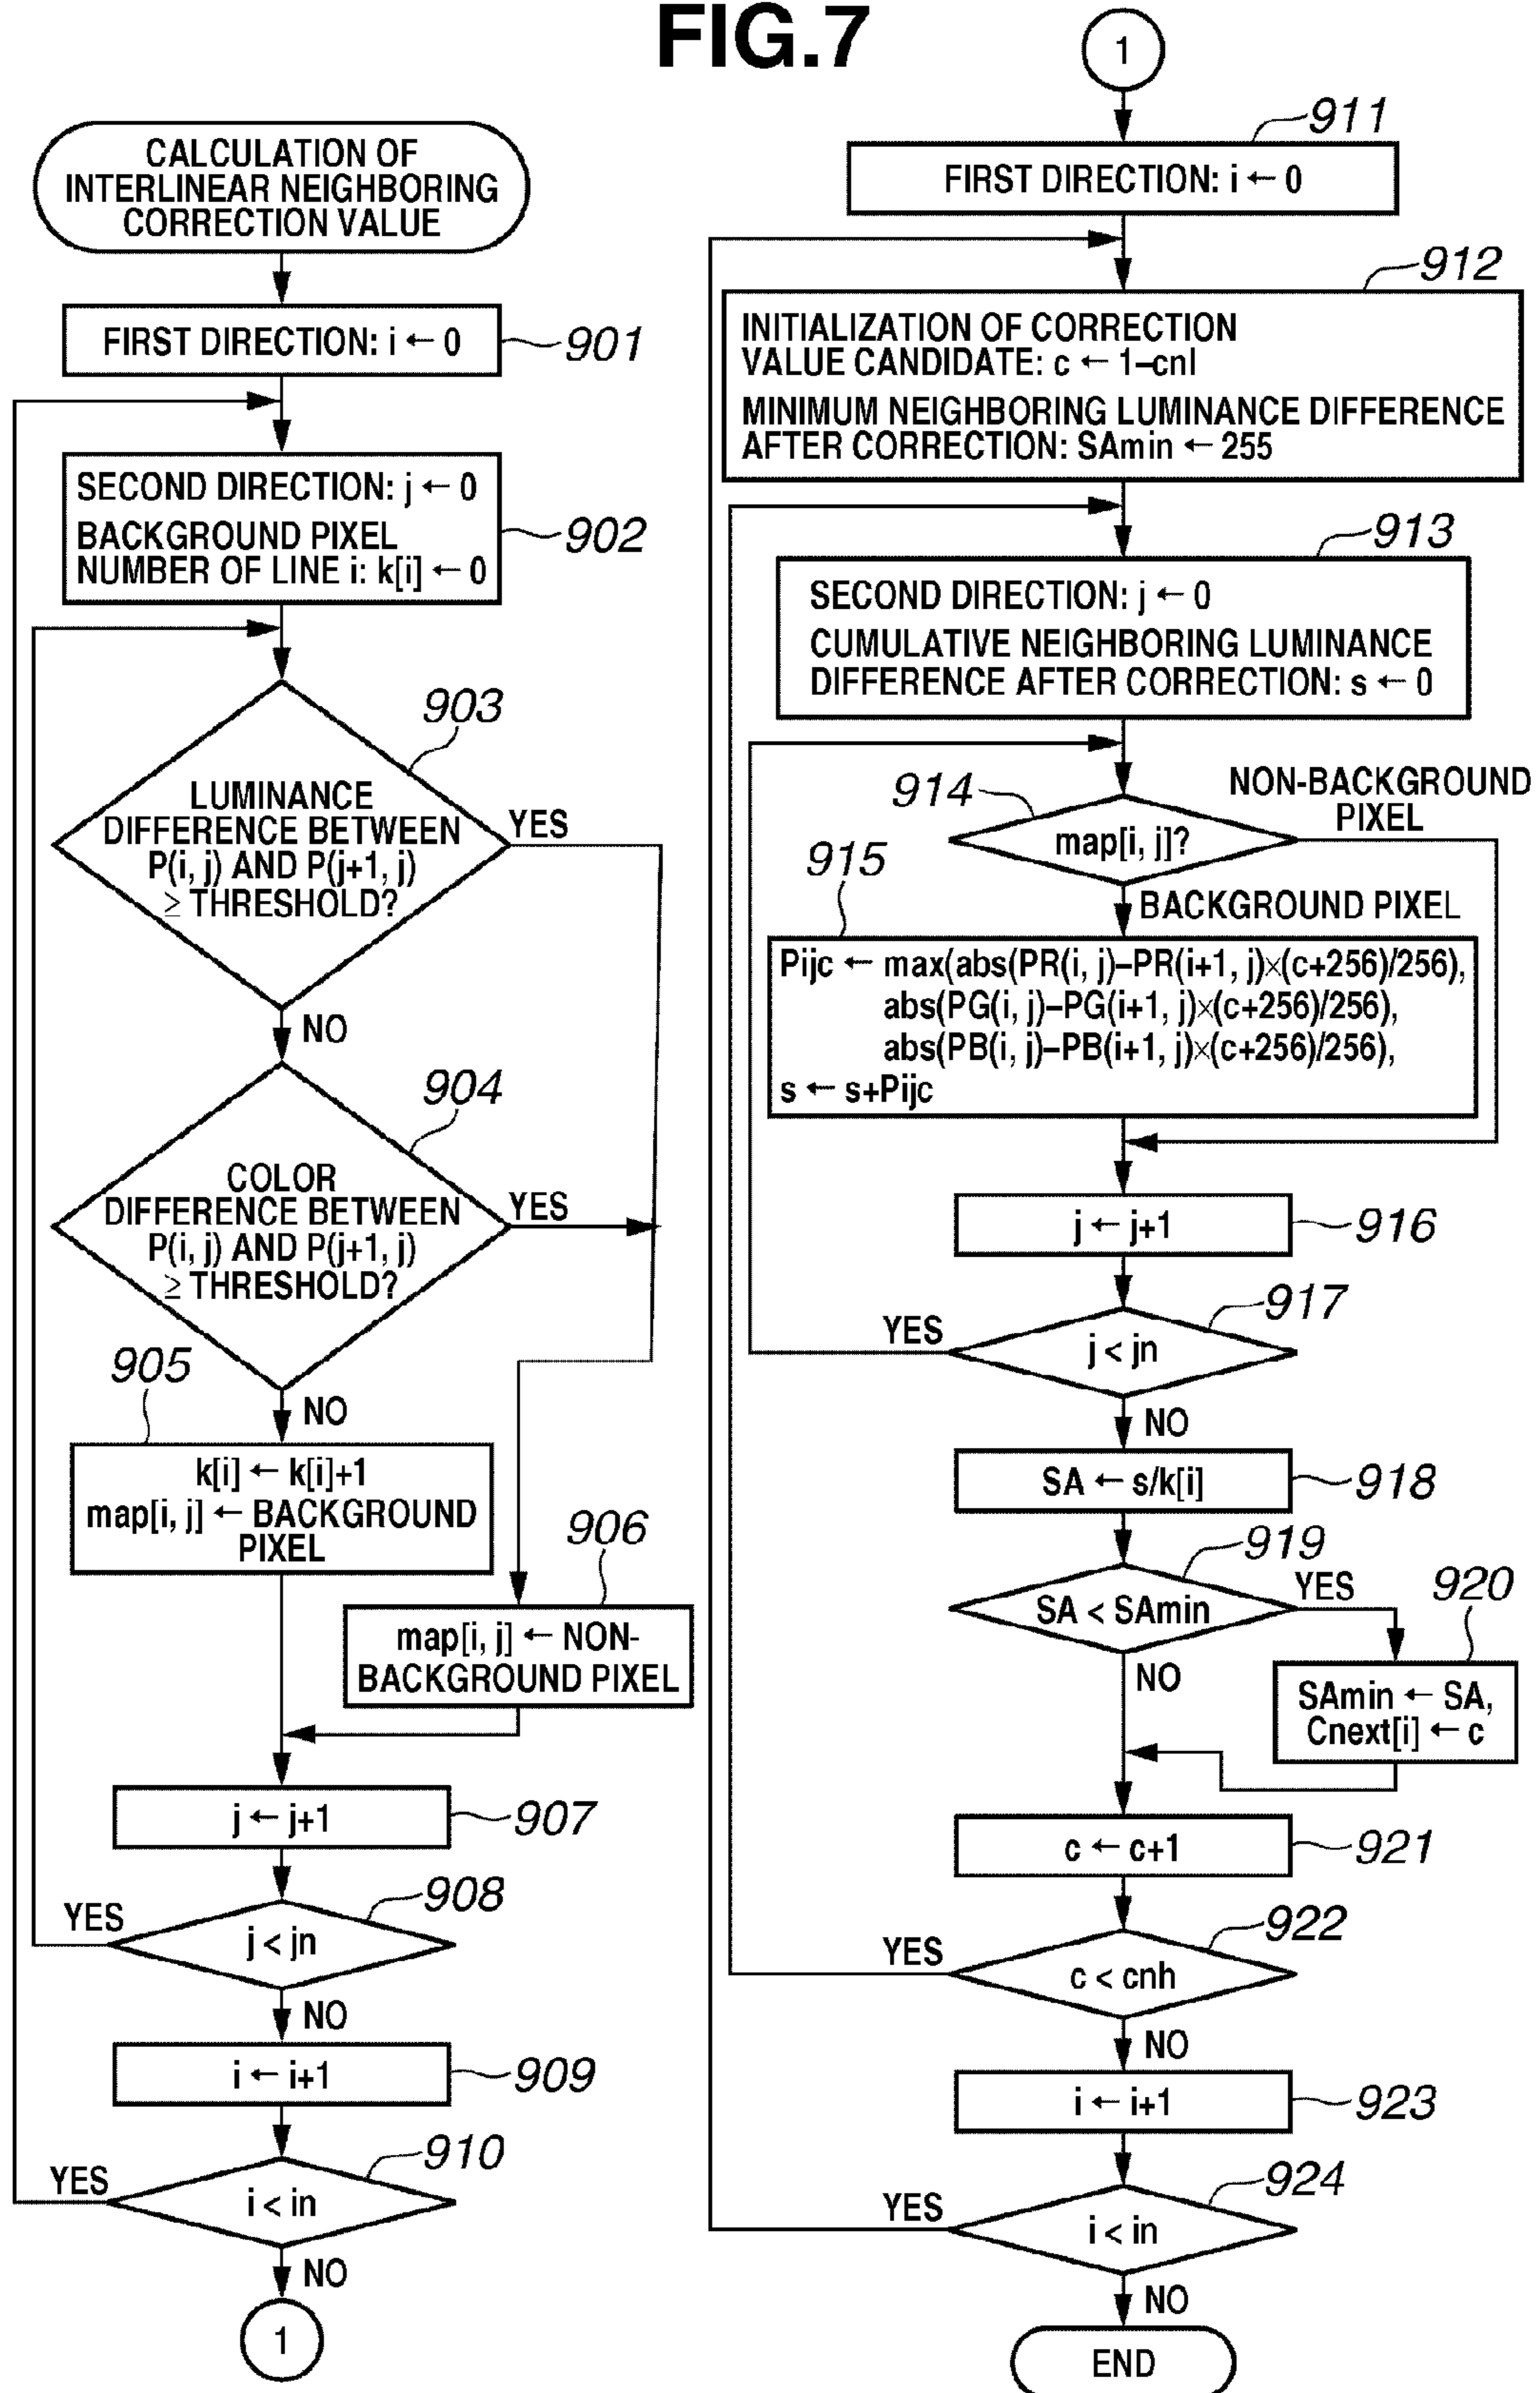 FIG.7
CALCULATION OF
INTERLINEAR NEIGHBORING
CORRECTION VALUE
FIRST DIRECTION: i ← 0
901
SECOND DIRECTION: j ← 0
BACKGROUND PIXEL
NUMBER OF LINE i: k[i] ← 0
902
903
LUMINANCE
DIFFERENCE BETWEEN
P(i, j) AND P(j+1, j)
≥ THRESHOLD?
YES
NO
904
COLOR
DIFFERENCE BETWEEN
P(i, j) AND P(j+1, j)
≥ THRESHOLD?
YES
NO
905
k[i] ← k[i]+1
map[i, j] ← BACKGROUND
PIXEL
906
map[i, j] ← NON-
BACKGROUND PIXEL
j ← j+1
907
908
YES
j < jn
NO
i ← i+1
909
910
YES
i < in
NO
1
1
911
FIRST DIRECTION: i ← 0
912
INITIALIZATION OF CORRECTION
VALUE CANDIDATE: c ← 1–cnl
MINIMUM NEIGHBORING LUMINANCE DIFFERENCE
AFTER CORRECTION: SAmin ← 255
913
SECOND DIRECTION: j ← 0
CUMULATIVE NEIGHBORING LUMINANCE
DIFFERENCE AFTER CORRECTION: s ← 0
914
map[i, j]?
NON-BACKGROUND
PIXEL
915
BACKGROUND PIXEL
Pijc ← max(abs(PR(i, j)–PR(i+1, j)×(c+256)/256),
abs(PG(i, j)–PG(i+1, j)×(c+256)/256),
abs(PB(i, j)–PB(i+1, j)×(c+256)/256),
s ← s+Pijc
j ← j+1
916
917
YES
j < jn
NO
SA ← s/k[i]
918
919
SA < SAmin
YES
920
NO
SAmin ← SA,
Cnext[i] ← c
c ← c+1
921
922
YES
c < cnh
NO
i ← i+1
923
924
YES
i < in
NO
END